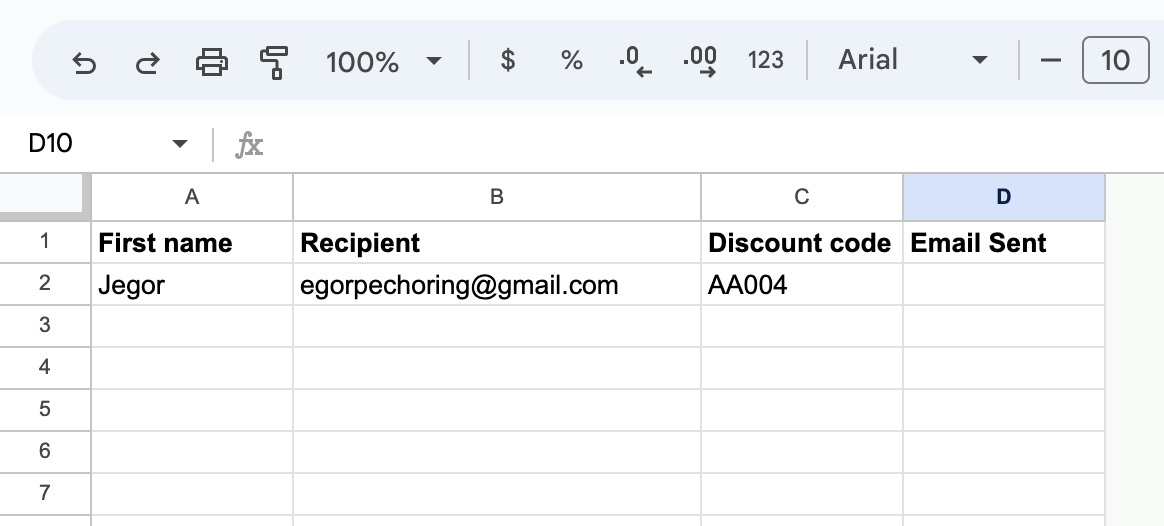 100% $ % .0 .00 123 Arial 10
D10 fx
A B C D
1 First name Recipient Discount code Email Sent
2 Jegor egorpechoring@gmail.com AA004
3
4
5
6
7